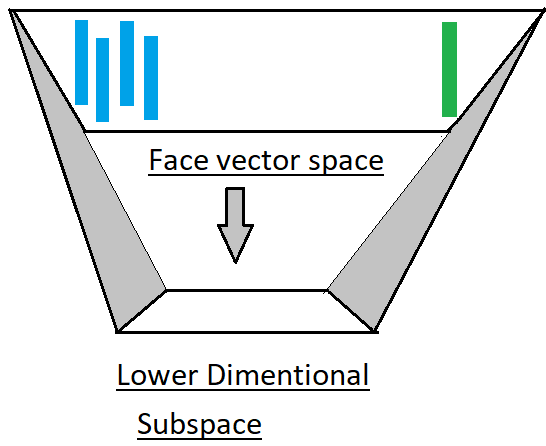 Face vector space
Lower Dimentional
Subspace